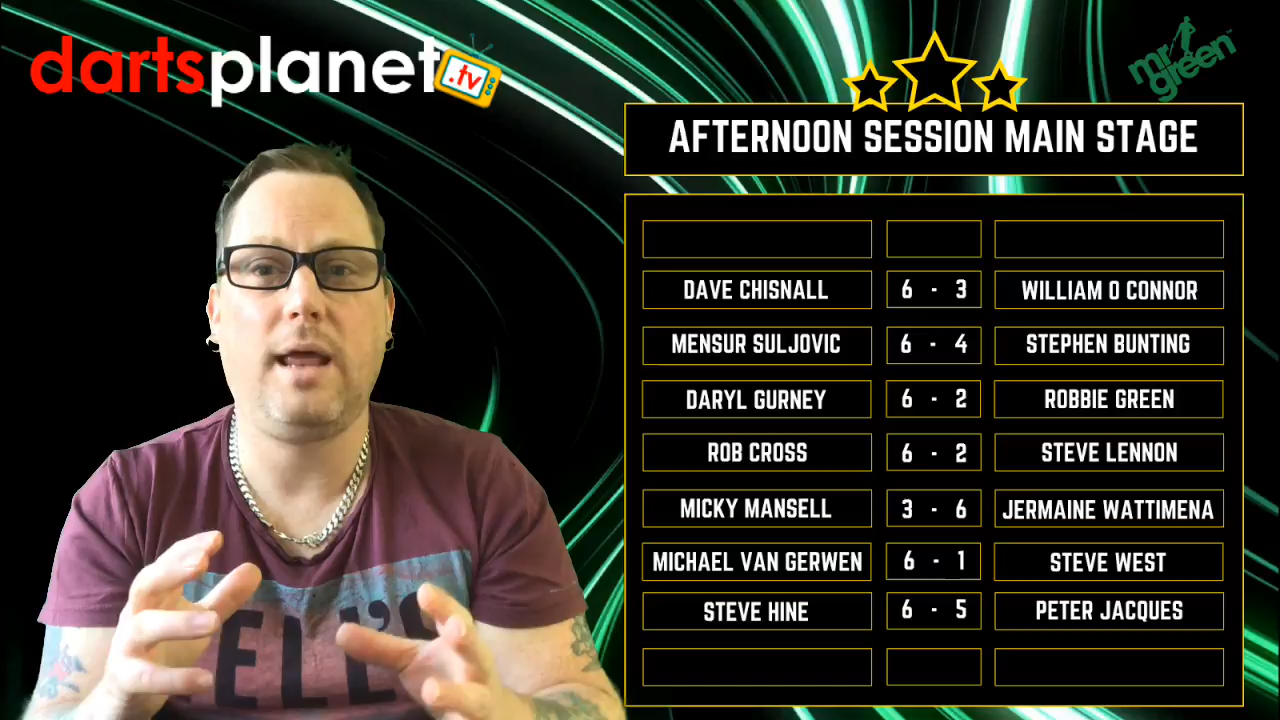 dartsplanet
.tv
mr green™
AFTERNOON SESSION MAIN STAGE
DAVE CHISNALL 6 - 3 WILLIAM O CONNOR
MENSUR SULJOVIC 6 - 4 STEPHEN BUNTING
DARYL GURNEY 6 - 2 ROBBIE GREEN
ROB CROSS 6 - 2 STEVE LENNON
MICKY MANSELL 3 - 6 JERMAINE WATTIMENA
MICHAEL VAN GERWEN 6 - 1 STEVE WEST
STEVE HINE 6 - 5 PETER JACQUES